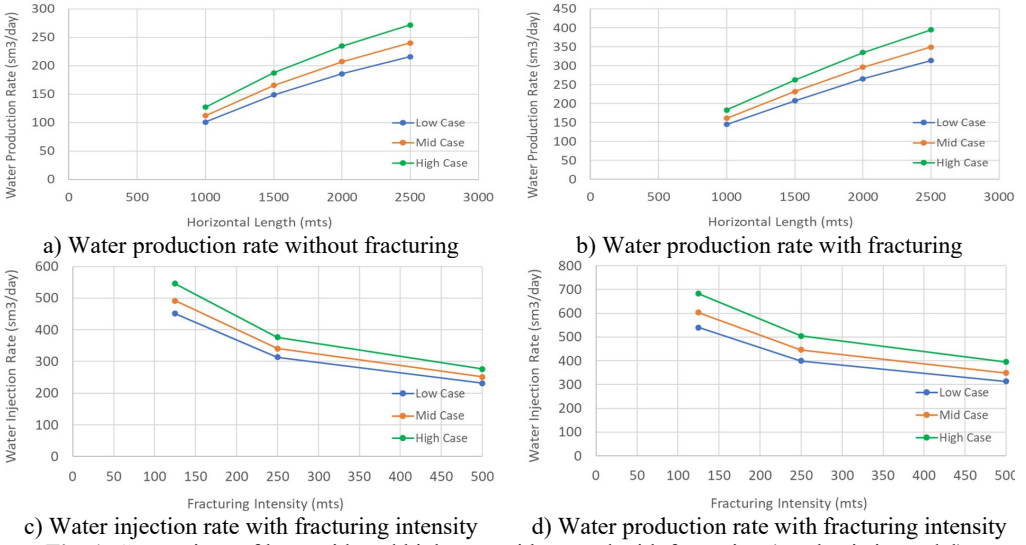 300
250
200
150
100
50
0
0 500 1000 1500 2000 2500 3000
Water Production Rate (sm3/day)
Horizontal Length (mts)
Low Case
Mid Case
High Case
a) Water production rate without fracturing
450
400
350
300
250
200
150
100
50
0
0 500 1000 1500 2000 2500 3000
Water Production Rate (sm3/day)
Horizontal Length (mts)
Low Case
Mid Case
High Case
b) Water production rate with fracturing
600
500
400
300
200
100
0
0 50 100 150 200 250 300 350 400 450 500
Water Injection Rate (sm3/day)
Fracturing Intensity (mts)
Low Case
Mid Case
High Case
c) Water injection rate with fracturing intensity
800
700
600
500
400
300
200
100
0
0 50 100 150 200 250 300 350 400 450 500
Water Injection Rate (sm3/day)
Fracturing Intensity (mts)
Low Case
Mid Case
High Case
d) Water production rate with fracturing intensity